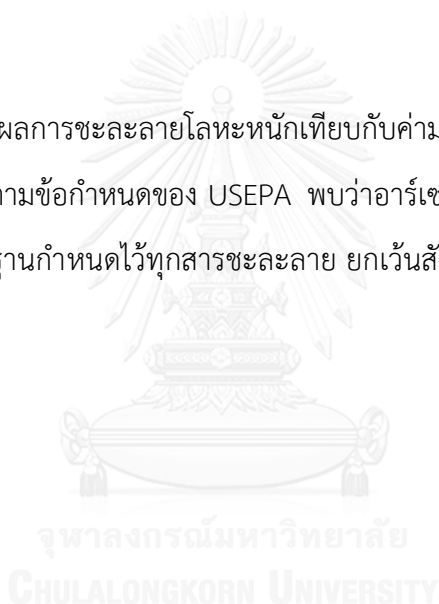 ผลการชะละลายโลหะหนักเทียบกับค่าม
ตามข้อกำหนดของ USEPA พบว่าอาร์เซ
ฐานกำหนดไว้ทุกสารชะละลาย ยกเว้นสั
จุฬาลงกรณ์มหาวิทยาลัย
CHULALONGKORN UNIVERSITY